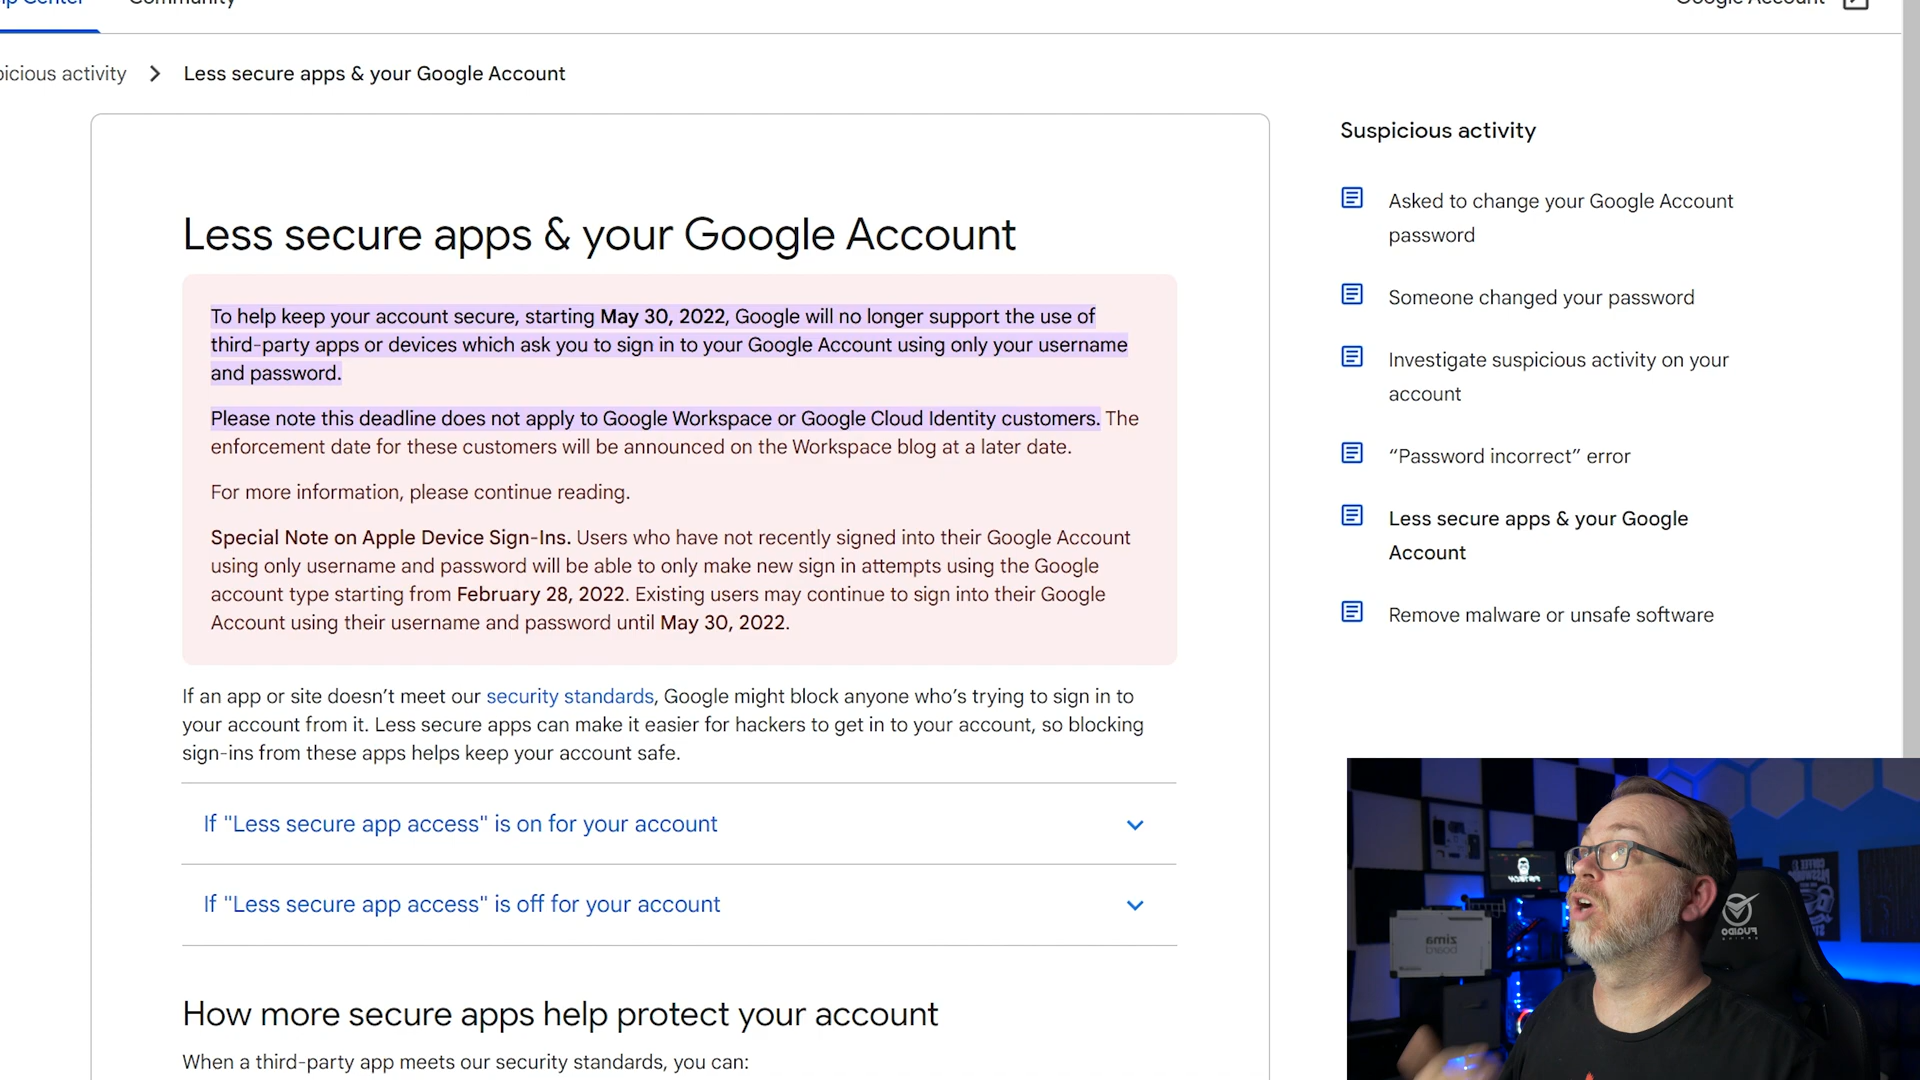 Community
Google Account
Less secure apps & your Google Account
Suspicious activity
Less secure apps & your Google Account
To help keep your account secure, starting May 30, 2022, Google will no longer support the use of
third-party apps or devices which ask you to sign in to your Google Account using only your username
and password.
Please note this deadline does not apply to Google Workspace or Google Cloud Identity customers. The
enforcement date for these customers will be announced on the Workspace blog at a later date.
For more information, please continue reading.
Special Note on Apple Device Sign-Ins. Users who have not recently signed into their Google Account
using only username and password will be able to only make new sign in attempts using the Google
account type starting from February 28, 2022. Existing users may continue to sign into their Google
Account using their username and password until May 30, 2022.
If an app or site doesn’t meet our security standards, Google might block anyone who’s trying to sign in to
your account from it. Less secure apps can make it easier for hackers to get in to your account, so blocking
sign-ins from these apps helps keep your account safe.
If "Less secure app access" is on for your account
If "Less secure app access" is off for your account
How more secure apps help protect your account
When a third-party app meets our security standards, you can:
Asked to change your Google Account
password
Someone changed your password
Investigate suspicious activity on your
account
“Password incorrect” error
Less secure apps & your Google
Account
Remove malware or unsafe software
zima
board